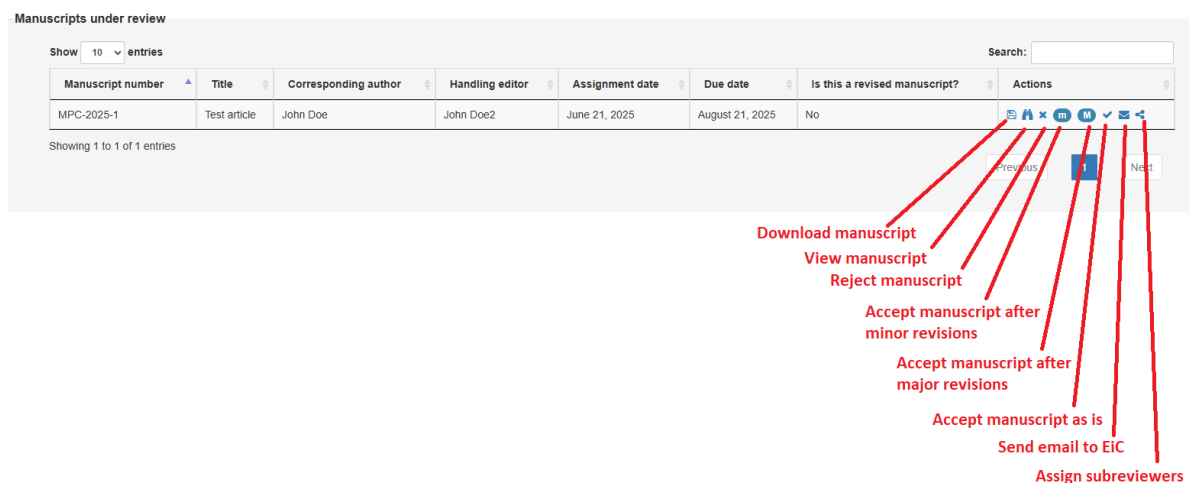 Manuscripts under review
Show 10 entries Search:
Manuscript number Title Corresponding author Handling editor Assignment date Due date Is this a revised manuscript? Actions
MPC-2025-1 Test article John Doe John Doe2 June 21, 2025 August 21, 2025 No m M
Showing 1 to 1 of 1 entries
Previous 1 Next
Download manuscript
View manuscript
Reject manuscript
Accept manuscript after
minor revisions
Accept manuscript after
major revisions
Accept manuscript as is
Send email to EiC
Assign subreviewers